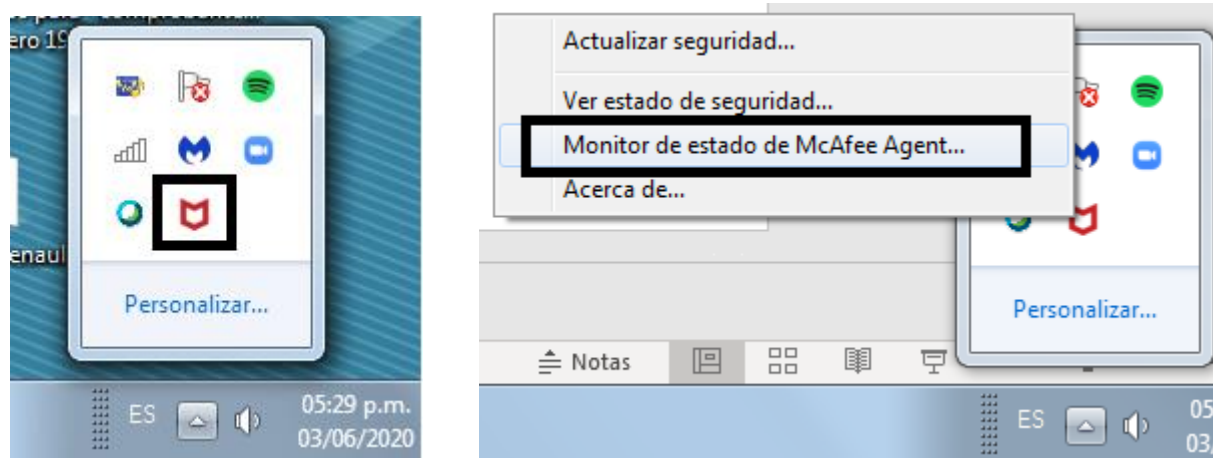 ero 19
enaul
Personalizar...
ES
05:29 p.m.
03/06/2020
Actualizar seguridad...
Ver estado de seguridad...
Monitor de estado de McAfee Agent...
Acerca de...
Personalizar...
Notas
ES
05
03/